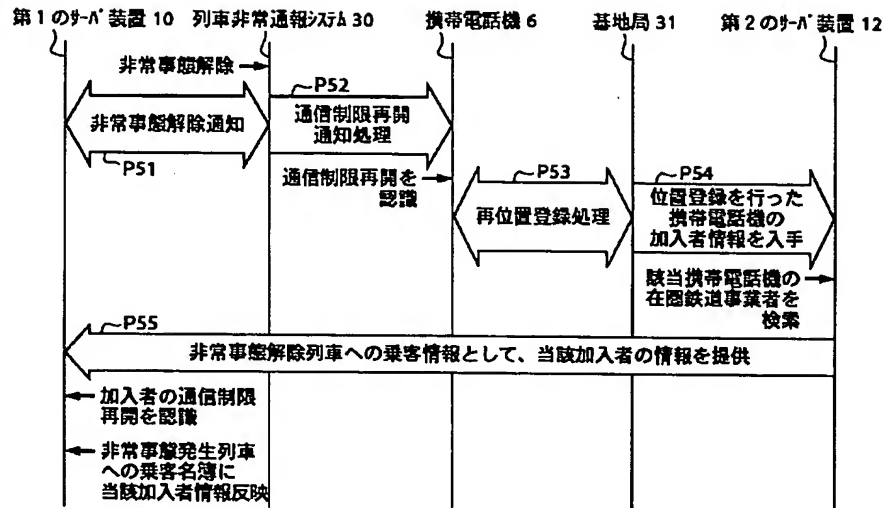 第1のサーバ装置10
列車非常通報システム30
携帯電話機6
基地局31
第2のサーバ装置12
非常事態解除
P52
非常事態解除通知
通信制限再開
通知処理
P51
通信制限再開を
認識
P53
P54
再位置登録処理
位置登録を行った
携帯電話機の
加入者情報を入手
該当携帯電話機の
在圏鉄道事業者を
検索
P55
非常事態解除列車への乗客情報として、当該加入者の情報を提供
加入者の通信制限
再開を認識
非常事態発生列車
への乗客名簿に
当該加入者情報反映